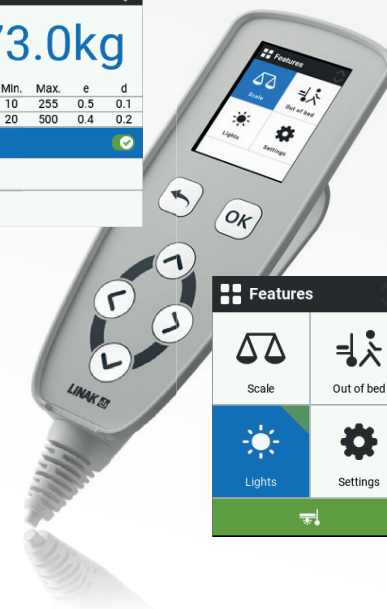 73.0kg
Min. Max. e d
10 255 0.5 0.1
20 500 0.4 0.2
Features
Scale
Out of bed
Lights
Settings
OK
LINAK
Features
Scale
Out of bed
Lights
Settings